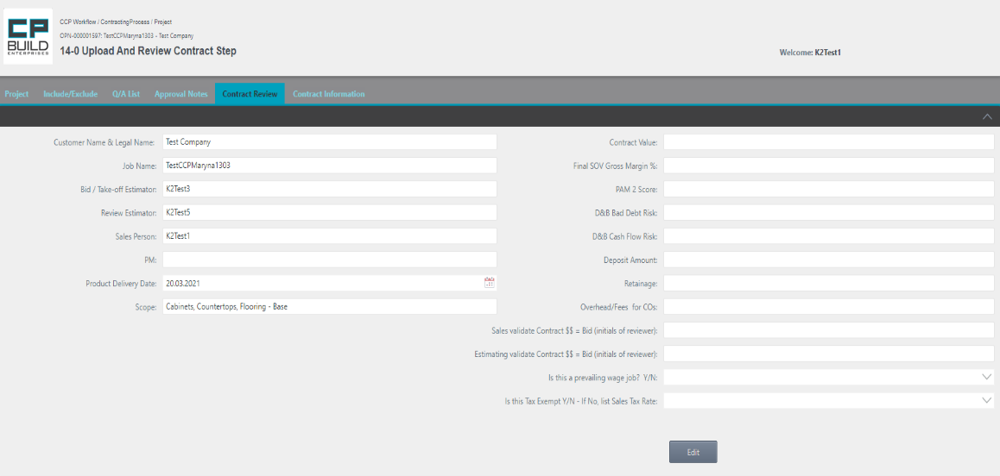 CP
BUILD
ENTERPRISES
CCP Workflow / ContractingProcess / Project
OPN-000001597: TestCCPMaryna1303 - Test Company
14-0 Upload And Review Contract Step
Welcome: K2Test1
Project Include/Exclude Q/A List Approval Notes Contract Review Contract Information
Customer Name & Legal Name: Test Company
Job Name: TestCCPMaryna1303
Bid / Take-off Estimator: K2Test3
Review Estimator: K2Test5
Sales Person: K2Test1
PM:
Product Delivery Date: 20.03.2021
Scope: Cabinets, Countertops, Flooring - Base
Contract Value:
Final SOV Gross Margin %:
PAM 2 Score:
D&B Bad Debt Risk:
D&B Cash Flow Risk:
Deposit Amount:
Retainage:
Overhead/Fees for COs:
Sales validate Contract $$ = Bid (initials of reviewer):
Estimating validate Contract $$ = Bid (initials of reviewer):
Is this a prevailing wage job? Y/N:
Is this Tax Exempt Y/N - If No, list Sales Tax Rate:
Edit